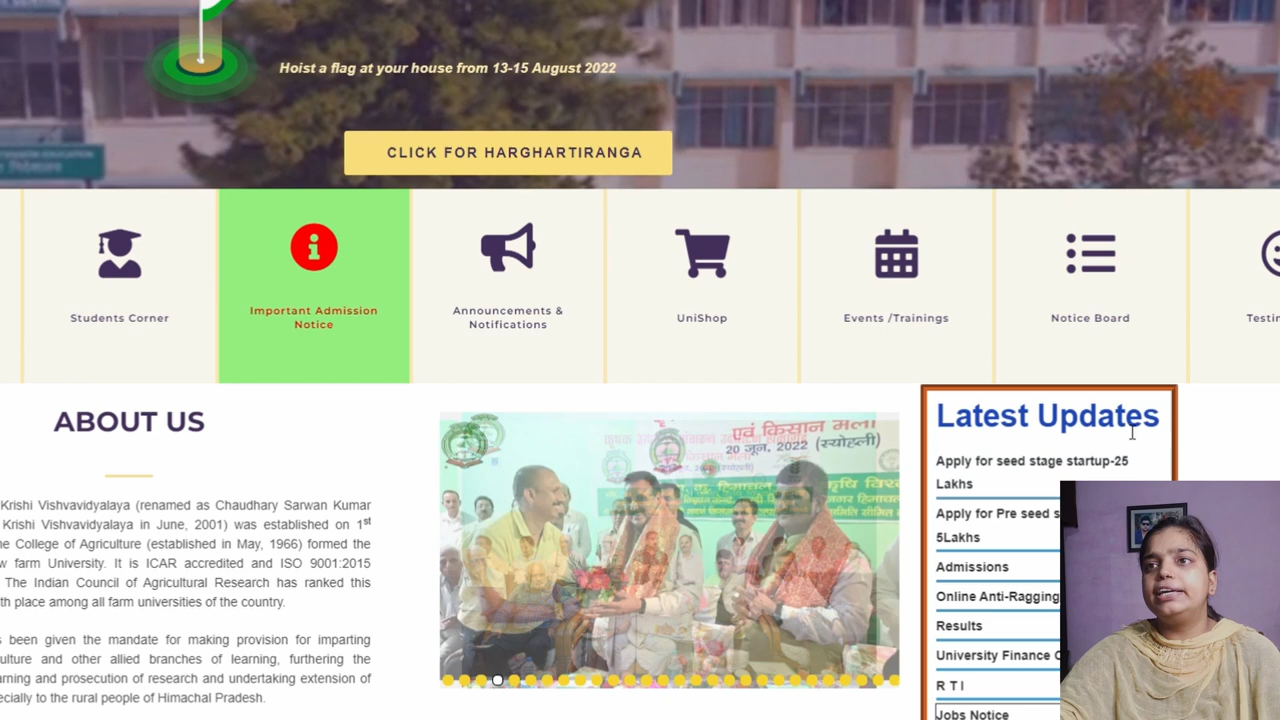 Hoist a flag at your house from 13-15 August 2022
CLICK FOR HARGHARTIRANGA
Students Corner
Important Admission
Notice
Announcements &
Notifications
UniShop
Events /Trainings
Notice Board
ABOUT US
Krishi Vishvavidyalaya (renamed as Chaudhary Sarwan Kumar
Krishi Vishvavidyalaya in June, 2001) was established on 1st
College of Agriculture (established in May, 1966) formed the
farm University. It is ICAR accredited and ISO 9001:2015
The Indian Council of Agricultural Research has ranked this
th place among all farm universities of the country.
been given the mandate for making provision for imparting
and other allied branches of learning, furthering the
and prosecution of research and undertaking extension of
to the rural people of Himachal Pradesh.
एवं किसान मेला
20 जून, 2022 (स्योहली)
Latest Updates
Apply for seed stage startup-25
Lakhs
Apply for Pre seed
5Lakhs
Admissions
Online Anti-Ragging
Results
University Finance
R T I
Jobs Notice